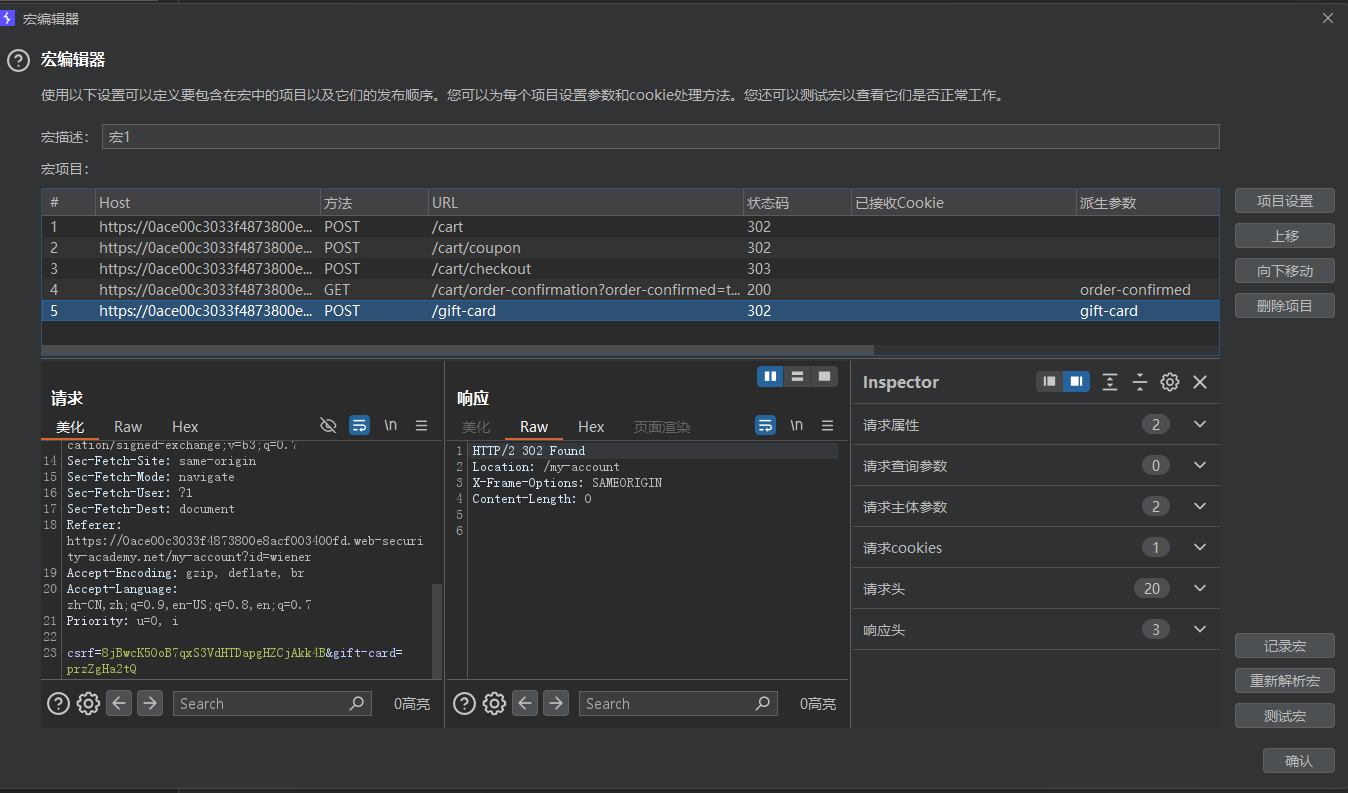 宏编辑器
宏编辑器
使用以下设置可以定义要包含在宏中的项目以及它们的发布顺序。您可以为每个项目设置参数和cookie处理方法。您还可以测试宏以查看它们是否正常工作。
宏描述： 宏1
宏项目：
# Host 方法 URL 状态码 已接收Cookie 派生参数
1 https://0ace00c3033f4873800e... POST /cart 302
2 https://0ace00c3033f4873800e... POST /cart/coupon 302
3 https://0ace00c3033f4873800e... POST /cart/checkout 303
4 https://0ace00c3033f4873800e... GET /cart/order-confirmation?order-confirmed=t... 200 order-confirmed
5 https://0ace00c3033f4873800e... POST /gift-card 302 gift-card
项目设置
上移
向下移动
删除项目
请求
美化 Raw Hex \n
cation/signed-exchange;v=b3;q=0.7
14 Sec-Fetch-Site: same-origin
15 Sec-Fetch-Mode: navigate
16 Sec-Fetch-User: ?1
17 Sec-Fetch-Dest: document
18 Referer:
https://0ace00c3033f4873800e8acf003400fd.web-securi
ty-academy.net/my-account?id=wiener
19 Accept-Encoding: gzip, deflate, br
20 Accept-Language:
zh-CN,zh;q=0.9,en-US;q=0.8,en;q=0.7
21 Priority: u=0, i
22
23 csrf=8jBwcK5OoB7qxS3VdHTDapgHZCjAkk4B&gift-card=
przZgHa2tQ
Search 0高亮
响应
美化 Raw Hex 页面渲染 \n
1 HTTP/2 302 Found
2 Location: /my-account
3 X-Frame-Options: SAMEORIGIN
4 Content-Length: 0
5
6
Search 0高亮
Inspector
请求属性 2
请求查询参数 0
请求主体参数 2
请求cookies 1
请求头 20
响应头 3
记录宏
重新解析宏
测试宏
确认